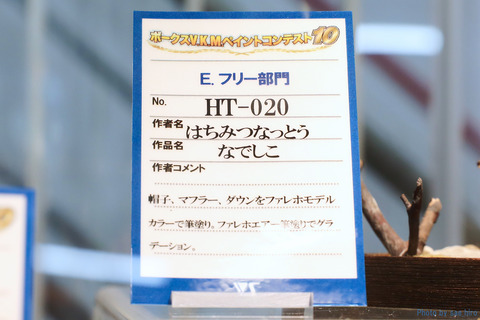 ボークスV.K.Mペイントコンテスト10
E. フリー部門
No. HT-020
作者名 はちみつなっとう
作品名 なでしこ
作者コメント
帽子、マフラー、ダウンをファレホモデル
カラーで筆塗り。ファレホエアー筆塗りでグラ
デーション。